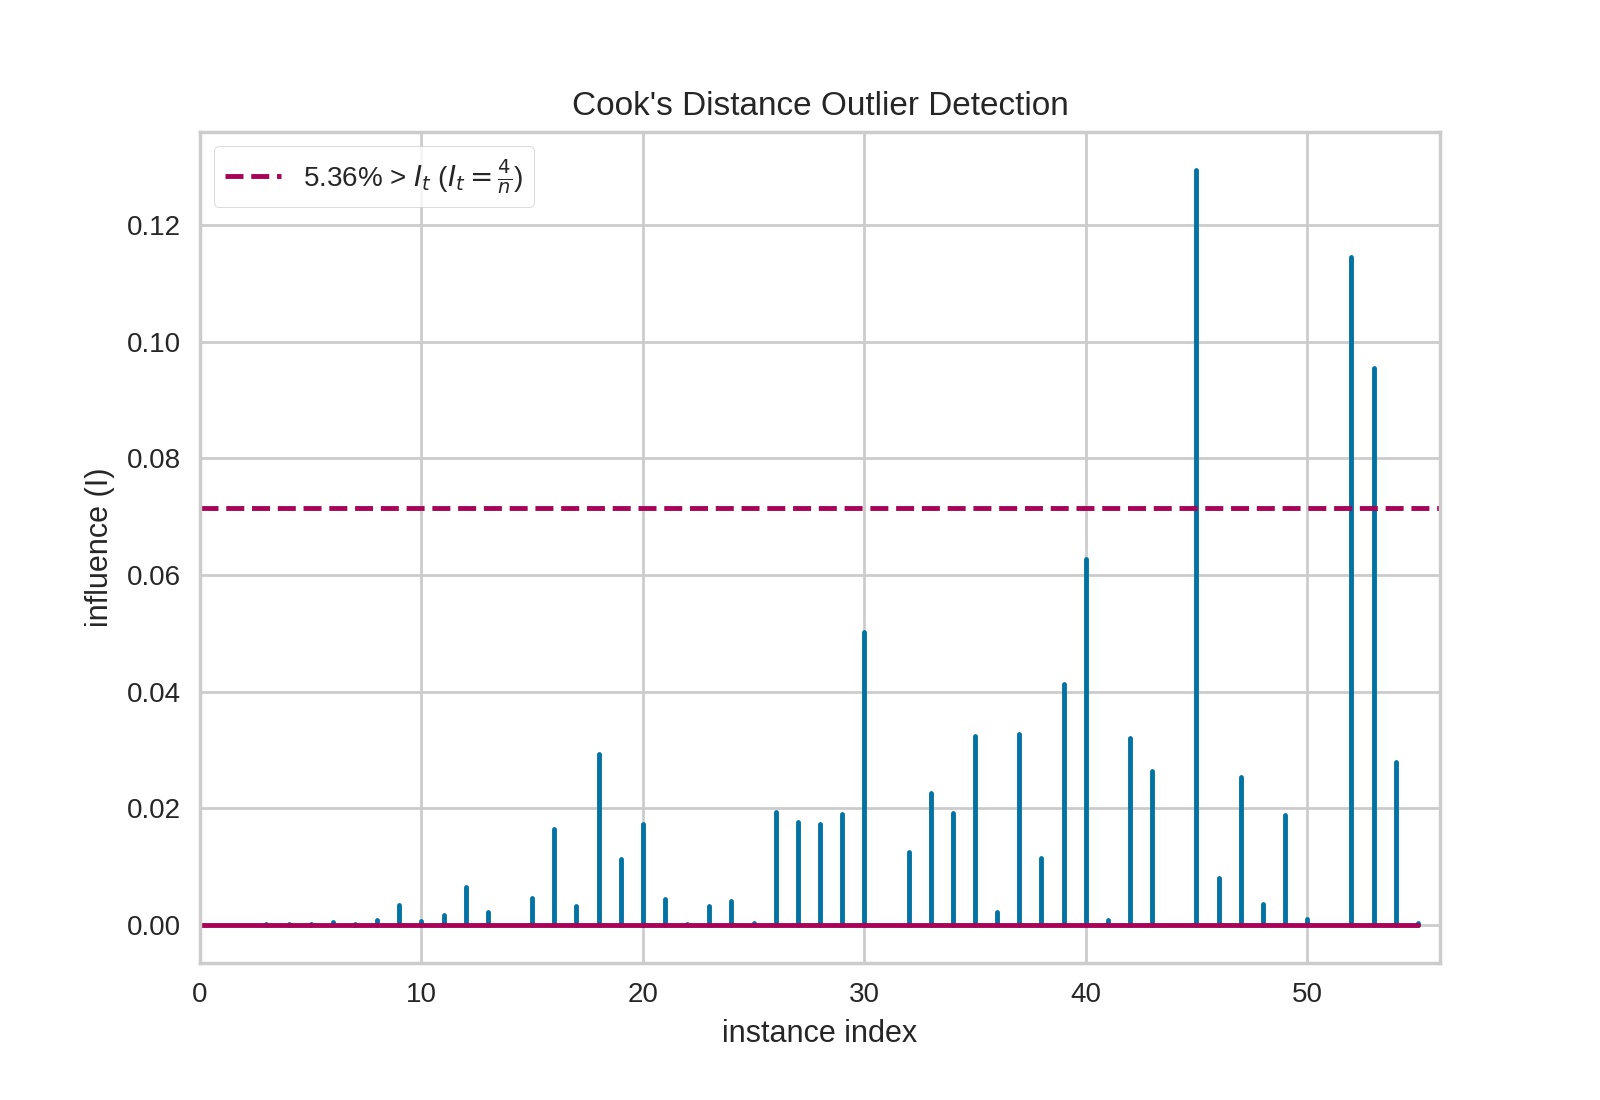 Cook's Distance Outlier Detection
5.36% > I_t (I_t = 4/n)
influence (I)
0.12
0.10
0.08
0.06
0.04
0.02
0.00
0 10 20 30 40 50
instance index